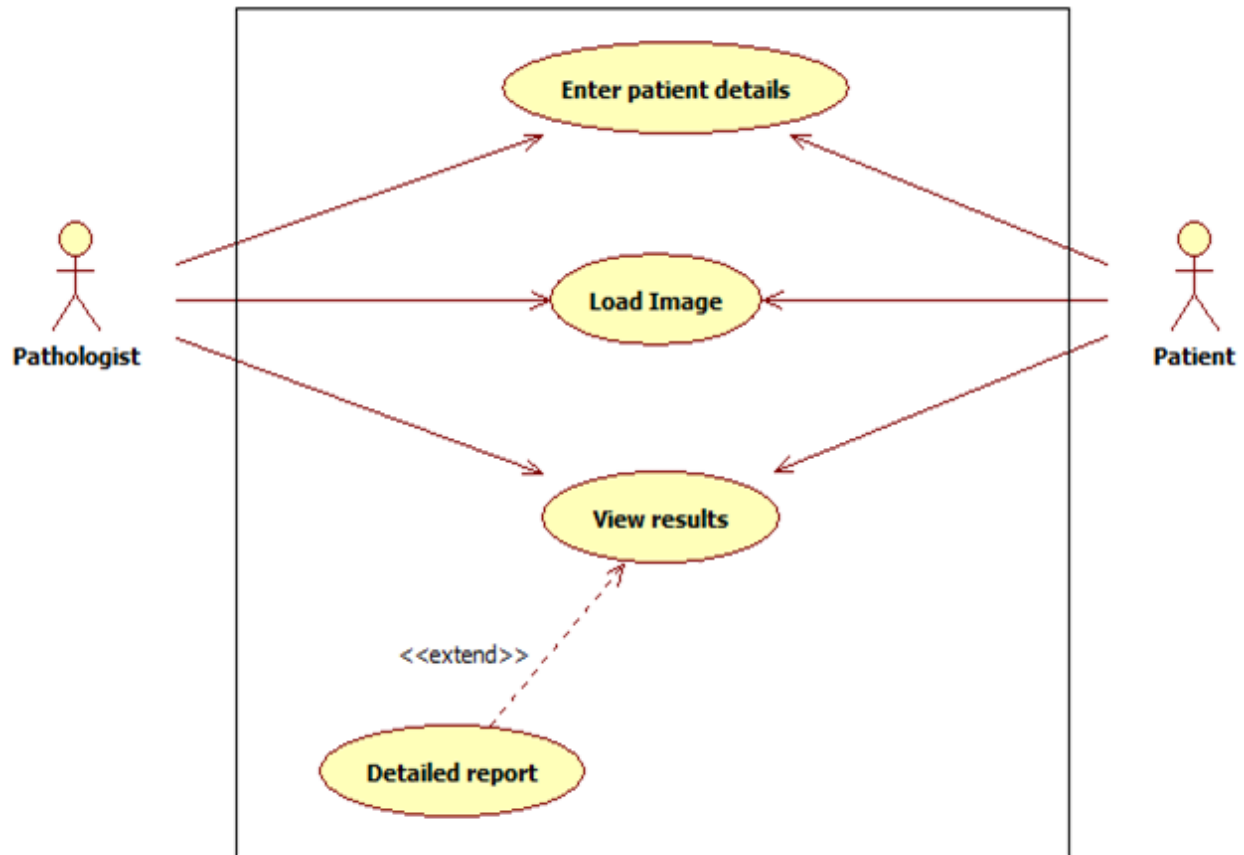 Enter patient details
Load Image
Pathologist
Patient
View results
<<extend>>
Detailed report